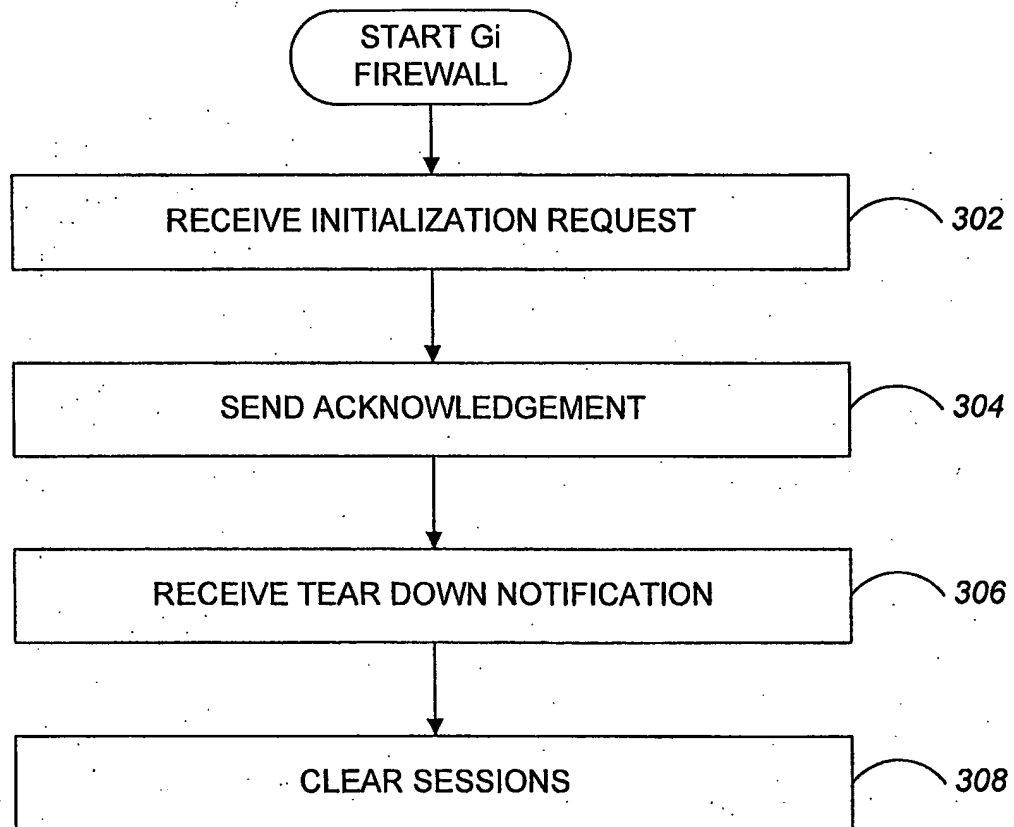 START Gi
FIREWALL
RECEIVE INITIALIZATION REQUEST
302
SEND ACKNOWLEDGEMENT
304
RECEIVE TEAR DOWN NOTIFICATION
306
CLEAR SESSIONS
308